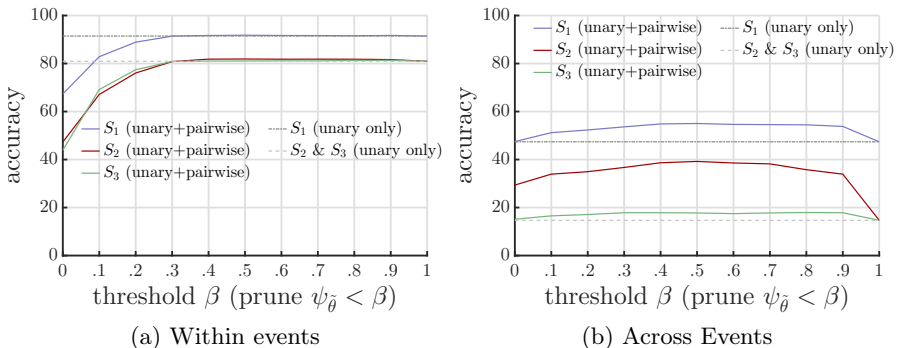 100
80
60
40
20
0
accuracy
S₁ (unary+pairwise)
S₂ (unary+pairwise)
S₃ (unary+pairwise)
S₁ (unary only)
S₂ & S₃ (unary only)
0 .1 .2 .3 .4 .5 .6 .7 .8 .9 1
threshold β (prune ψ_θ̃ < β)
(a) Within events
100
80
60
40
20
0
accuracy
S₁ (unary+pairwise)
S₂ (unary+pairwise)
S₃ (unary+pairwise)
S₁ (unary only)
S₂ & S₃ (unary only)
0 .1 .2 .3 .4 .5 .6 .7 .8 .9 1
threshold β (prune ψ_θ̃ < β)
(b) Across Events